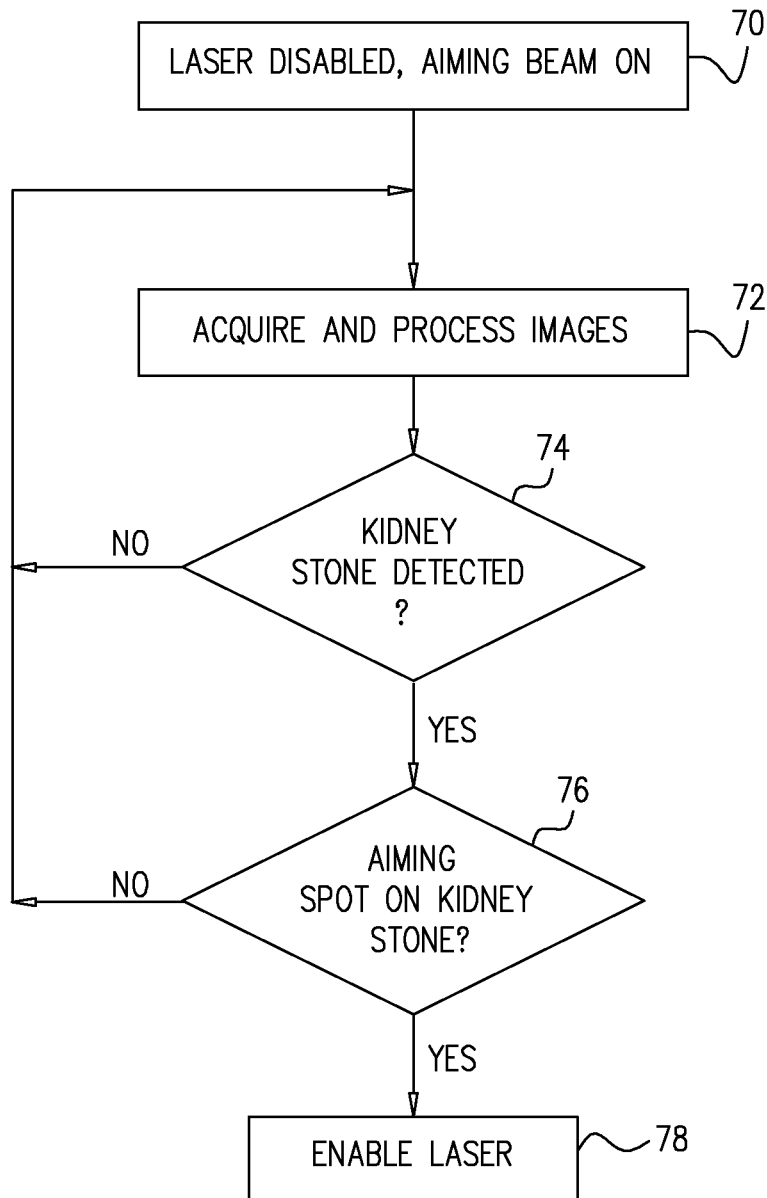 70
LASER DISABLED, AIMING BEAM ON
72
ACQUIRE AND PROCESS IMAGES
74
KIDNEY
STONE DETECTED
?
NO
YES
76
AIMING
SPOT ON KIDNEY
STONE?
NO
YES
ENABLE LASER
78